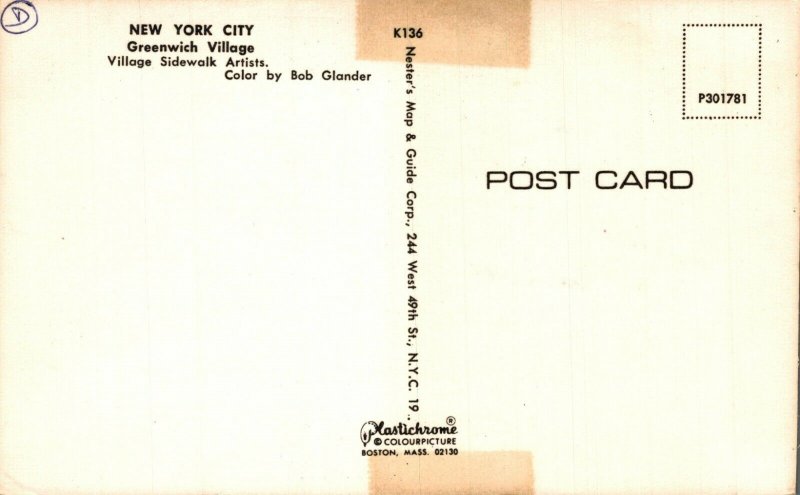 D
NEW YORK CITY
Greenwich Village
Village Sidewalk Artists.
Color by Bob Glander
K136
Nester's Map & Guide Corp., 244 West 49th St., N.Y.C. 19..
P301781
POST CARD
Plastichrome ®
© COLOURPICTURE
BOSTON, MASS. 02130